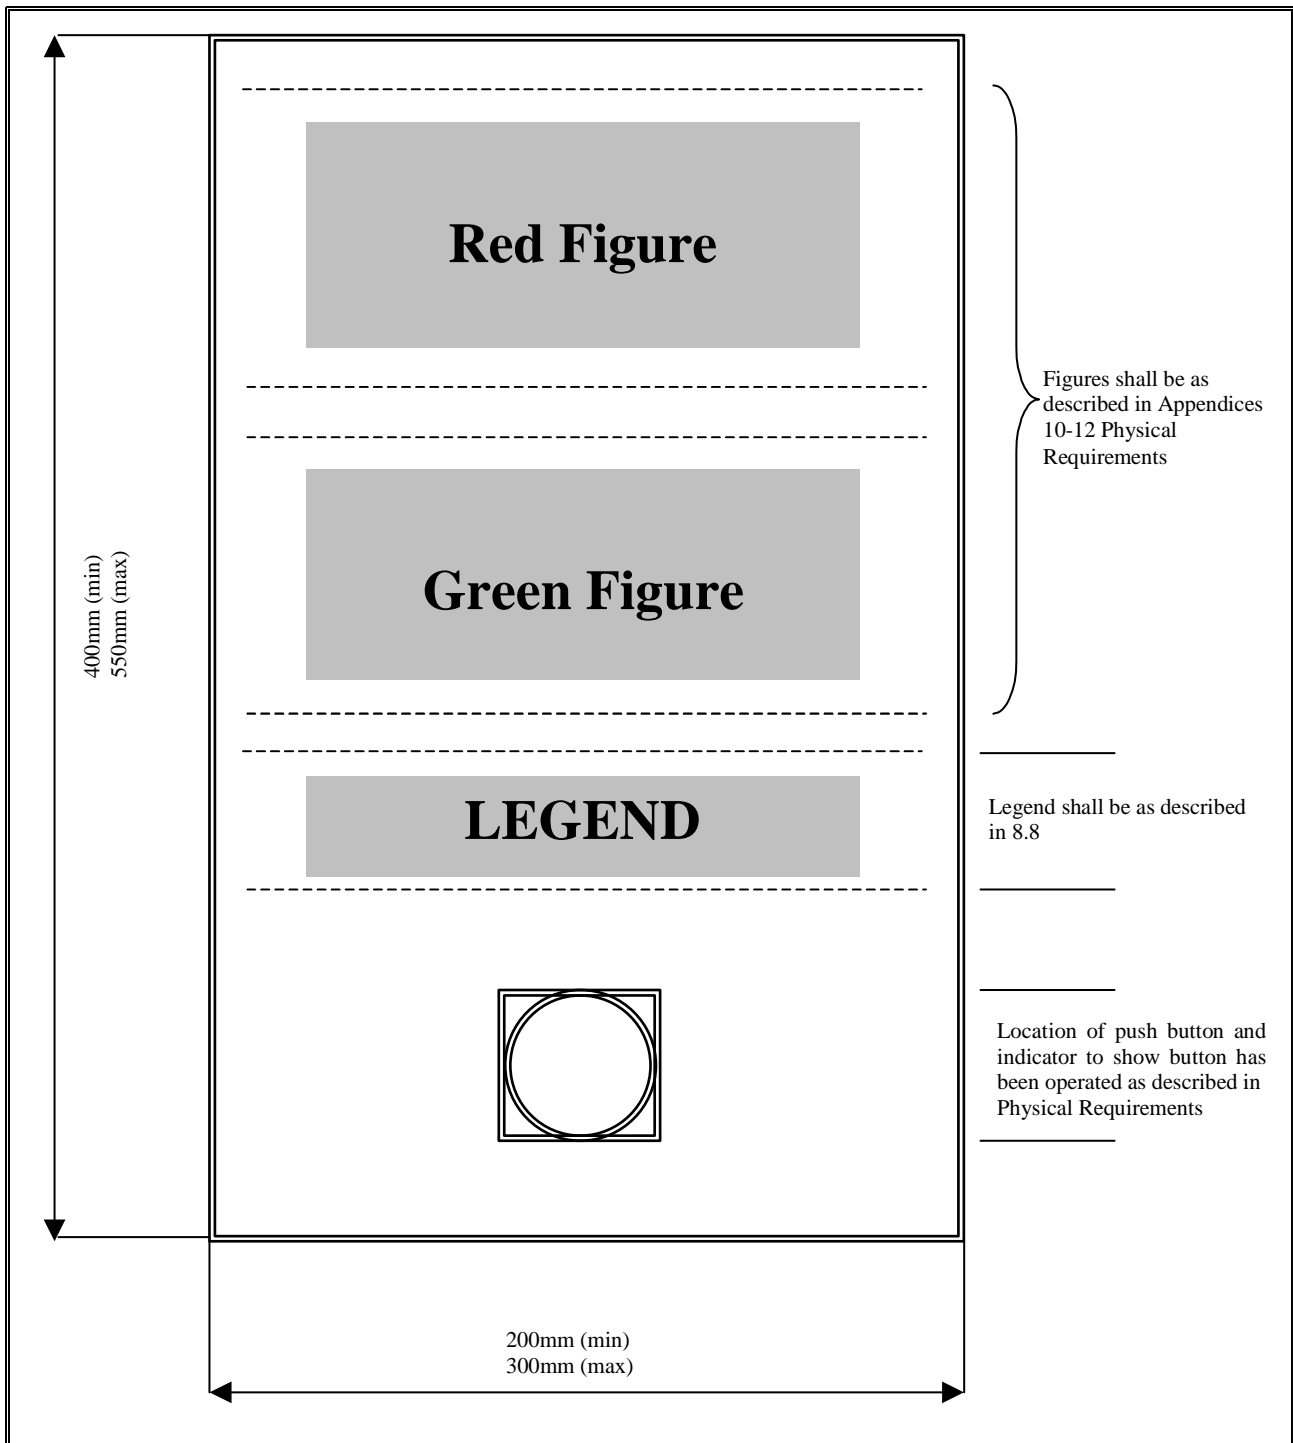 Red Figure
Figures shall be as
described in Appendices
10-12 Physical
Requirements
Green Figure
400mm (min)
550mm (max)
LEGEND
Legend shall be as described
in 8.8
Location of push button and
indicator to show button has
been operated as described in
Physical Requirements
200mm (min)
300mm (max)